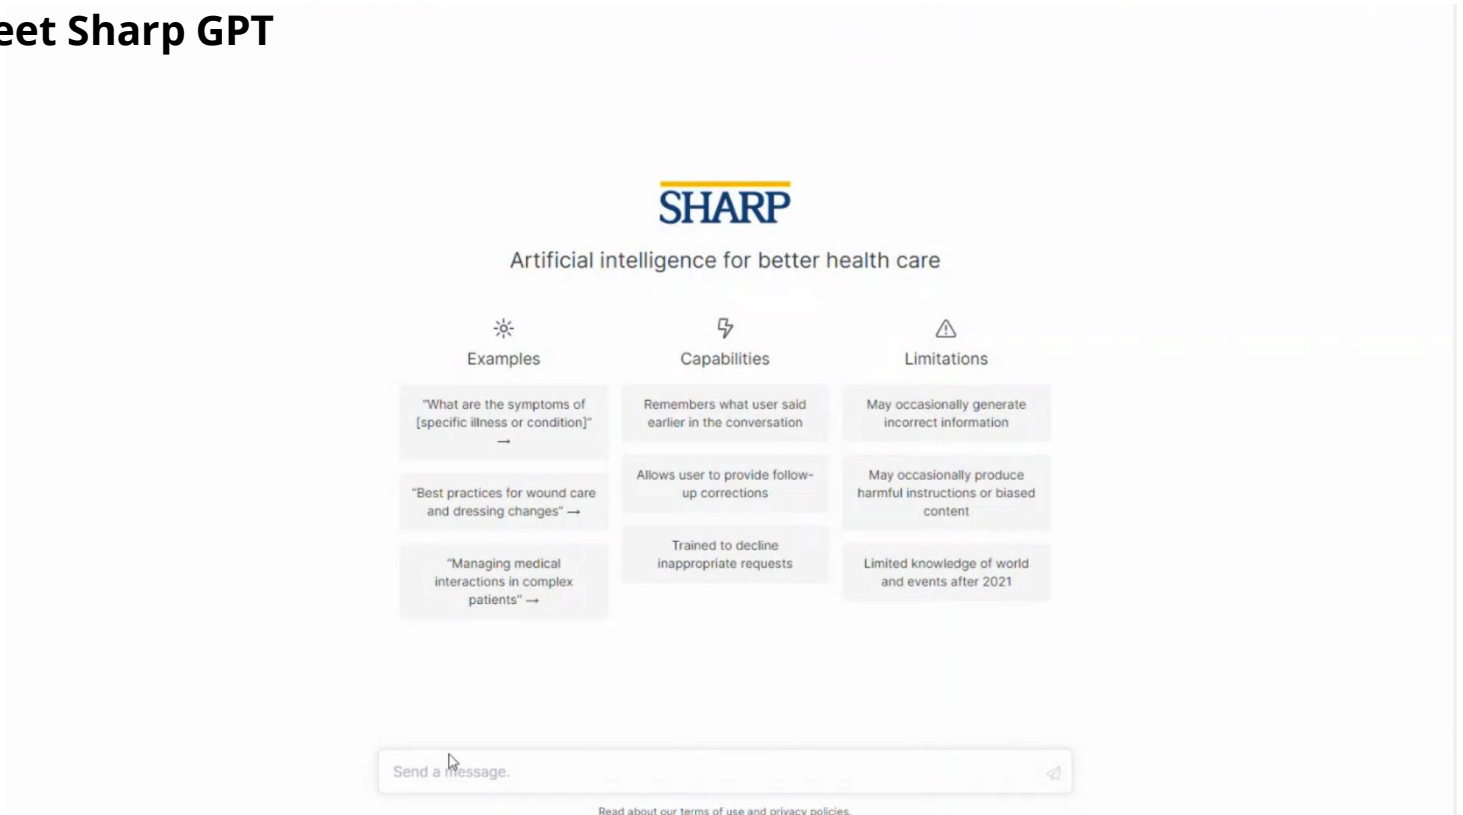 eet Sharp GPT
SHARP
Artificial intelligence for better health care
Examples
"What are the symptoms of
[specific illness or condition]"
→
"Best practices for wound care
and dressing changes" →
"Managing medical
interactions in complex
patients" →
Capabilities
Remembers what user said
earlier in the conversation
Allows user to provide follow-
up corrections
Trained to decline
inappropriate requests
Limitations
May occasionally generate
incorrect information
May occasionally produce
harmful instructions or biased
content
Limited knowledge of world
and events after 2021
Send a message.
Read about our terms of use and privacy policies.